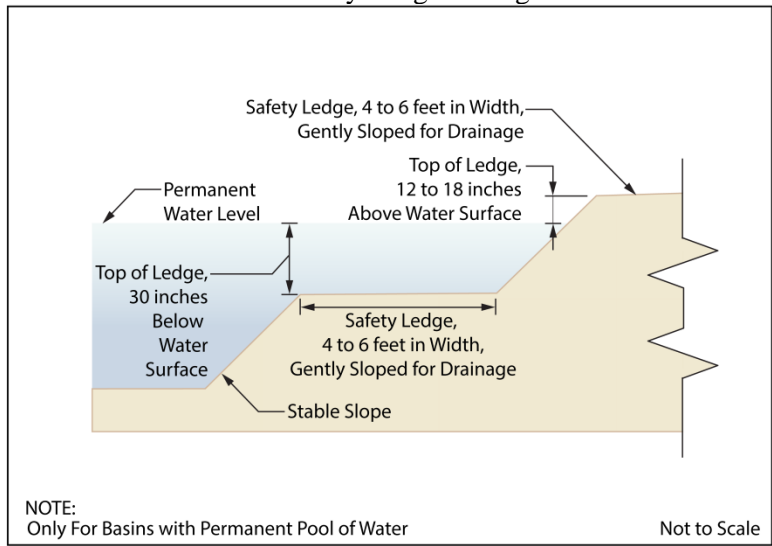 Safety Ledge, 4 to 6 feet in Width,
Gently Sloped for Drainage
Top of Ledge,
12 to 18 inches
Above Water Surface
Permanent
Water Level
Top of Ledge,
30 inches
Below
Water
Surface
Safety Ledge,
4 to 6 feet in Width,
Gently Sloped for Drainage
Stable Slope
NOTE:
Only For Basins with Permanent Pool of Water
Not to Scale